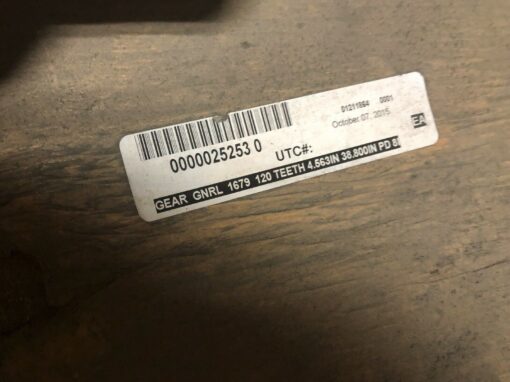 01211864 0001
October 07, 2015
0000025253 0
UTC#:
EA
GEAR GNRL 1679 120 TEETH 4.563IN 38.800IN PD 8